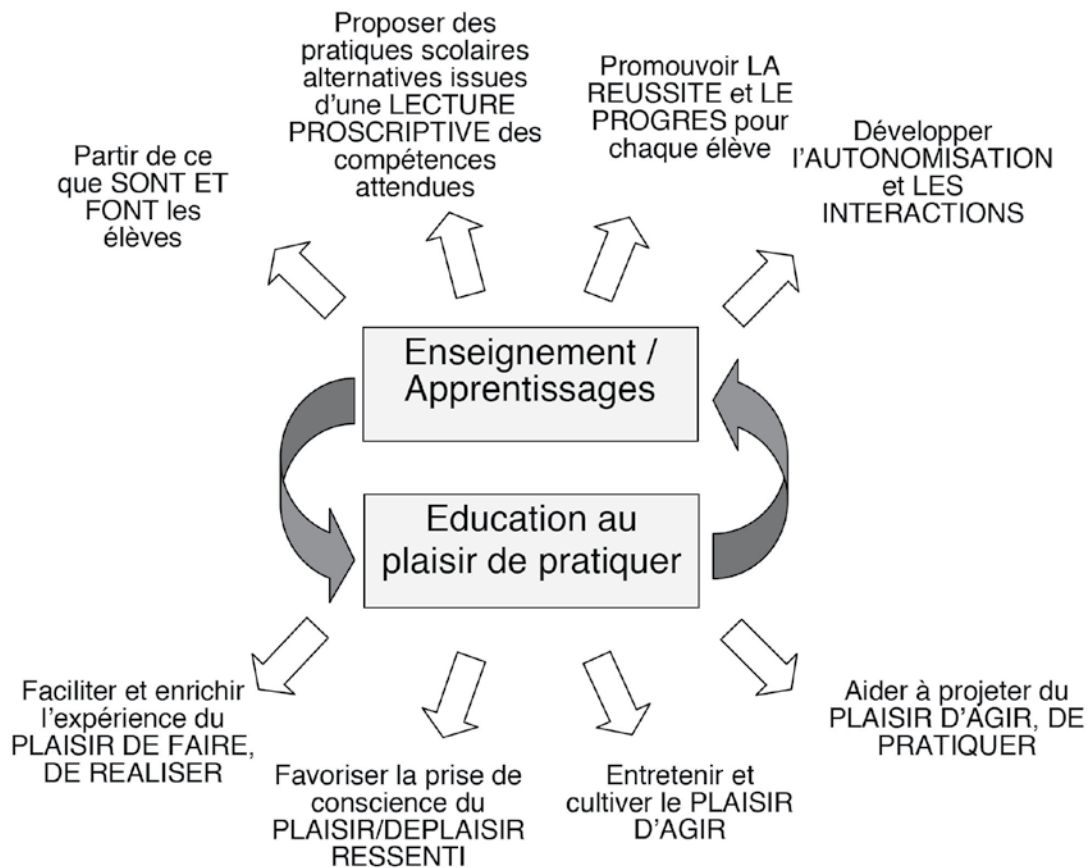 Proposer des
pratiques scolaires
alternatives issues
d'une LECTURE
PROSCRIPTIVE des
compétences
attendues
Promouvoir LA
REUSSITE et LE
PROGRES pour
chaque élève
Partir de ce
que SONT ET
FONT les
élèves
Développer
l'AUTONOMISATION
et LES
INTERACTIONS
Enseignement /
Apprentissages
Education au
plaisir de pratiquer
Faciliter et enrichir
l'expérience du
PLAISIR DE FAIRE,
DE REALISER
Favoriser la prise de
conscience du
PLAISIR/DEPLAISIR
RESSENTI
Entretenir et
cultiver le PLAISIR
D'AGIR
Aider à projeter du
PLAISIR D'AGIR, DE
PRATIQUER